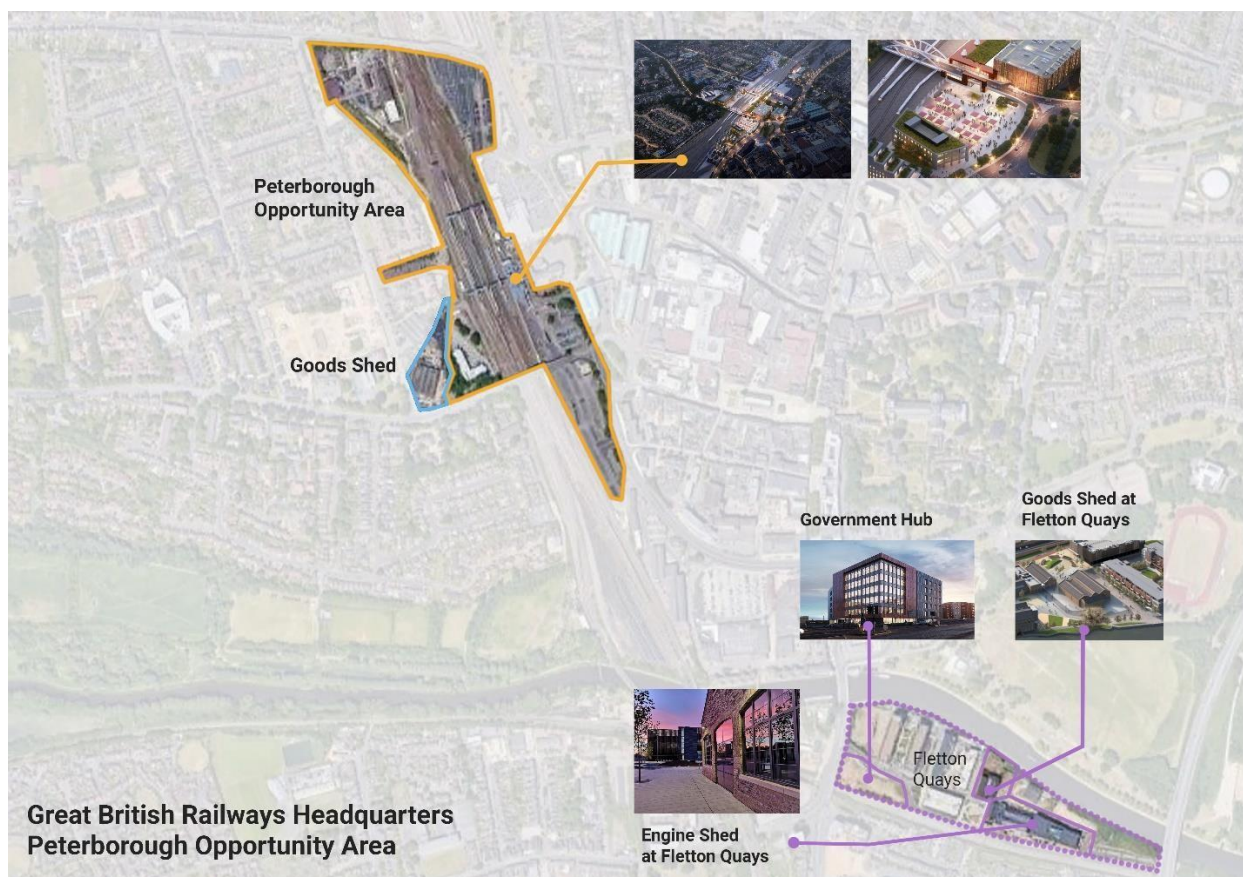 Peterborough
Opportunity Area
Goods Shed
Government Hub
Goods Shed at
Fletton Quays
Fletton
Quays
Engine Shed
at Fletton Quays
Great British Railways Headquarters
Peterborough Opportunity Area